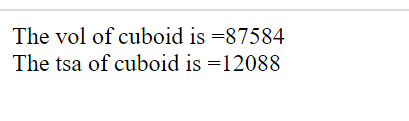 The vol of cuboid is =87584
The tsa of cuboid is =12088